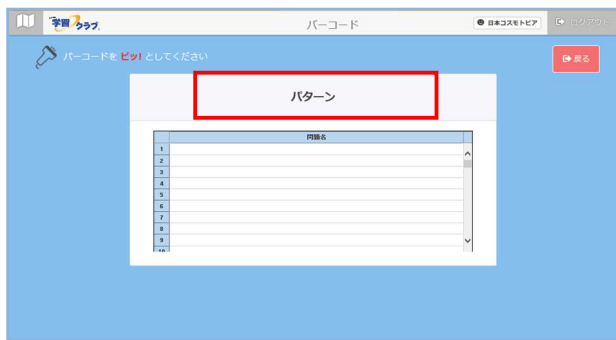 学習クラブ
バーコード
日本コスモトピア
ログアウト
バーコードを ピッ! としてください
戻る
パターン
問題名
1
2
3
4
5
6
7
8
9
10